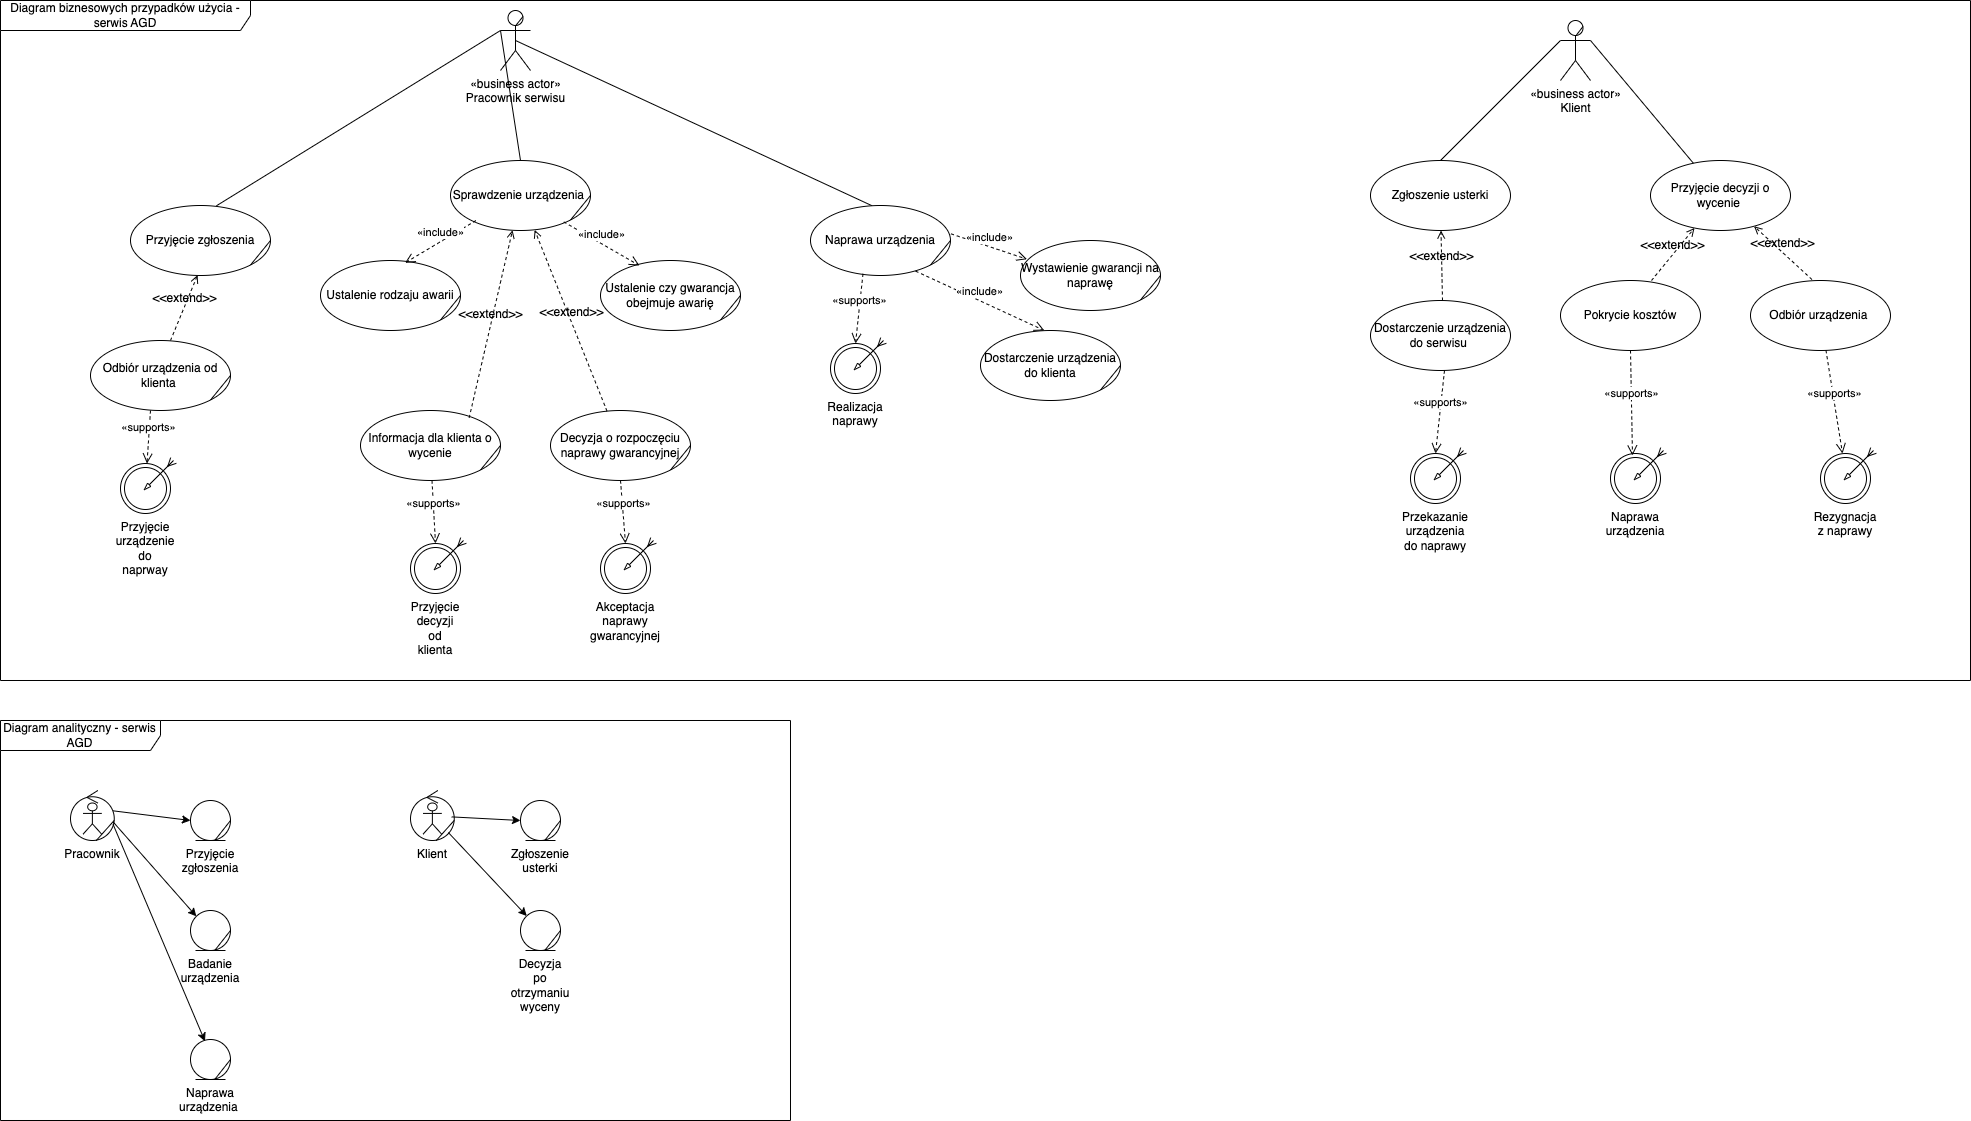 Diagram biznesowych przypadków użycia -
serwis AGD
«business actor»
Pracownik serwisu
«business actor»
Klient
Przyjęcie zgłoszenia
Sprawdzenie urządzenia
Naprawa urządzenia
Zgłoszenie usterki
Przyjęcie decyzji o
wycenie
«include»
«include»
«include»
«include»
Ustalenie rodzaju awarii
Ustalenie czy gwarancja
obejmuje awarię
Wystawienie gwarancji na
naprawę
<<extend>>
<<extend>>
<<extend>>
«supports»
<<extend>>
<<extend>>
<<extend>>
Odbiór urządzenia od
klienta
Dostarczenie urządzenia
do klienta
Dostarczenie urządzenia
do serwisu
Pokrycie kosztów
Odbiór urządzenia
Realizacja
naprawy
«supports»
Informacja dla klienta o
wycenie
Decyzja o rozpoczęciu
naprawy gwarancyjnej
«supports»
«supports»
«supports»
«supports»
«supports»
Przyjęcie
urządzenie
do
naprway
Przyjęcie
decyzji
od
klienta
Akceptacja
naprawy
gwarancyjnej
Przekazanie
urządzenia
do naprawy
Naprawa
urządzenia
Rezygnacja
z naprawy
Diagram analityczny - serwis
AGD
Pracownik
Przyjęcie
zgłoszenia
Klient
Zgłoszenie
usterki
Badanie
urządzenia
Decyzja
po
otrzymaniu
wyceny
Naprawa
urządzenia